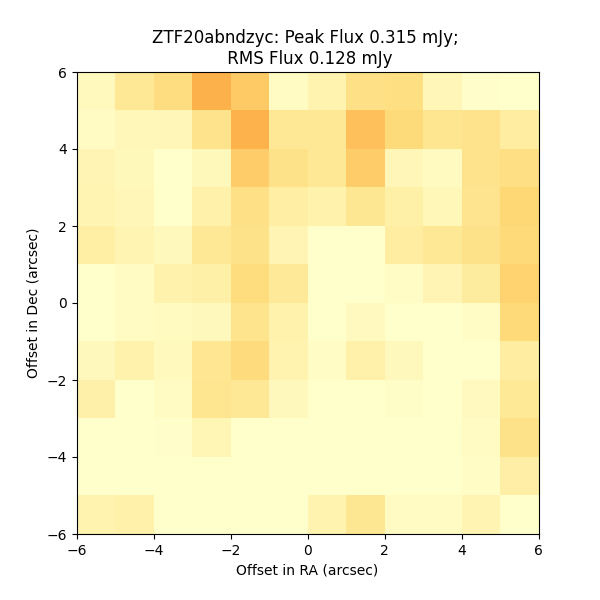 ZTF20abndzyc: Peak Flux 0.315 mJy;
RMS Flux 0.128 mJy
6
4
2
0
−2
−4
−6
Offset in Dec (arcsec)
−6 −4 −2 0 2 4 6
Offset in RA (arcsec)